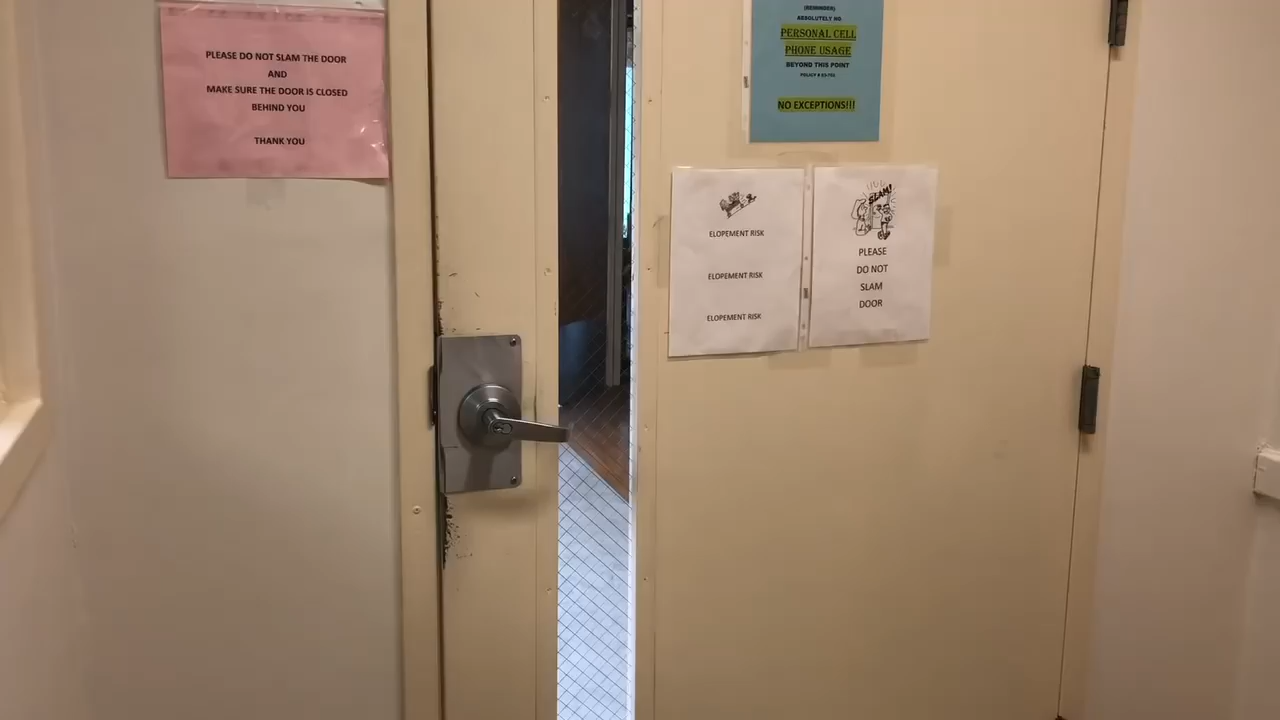 PLEASE DO NOT SLAM THE DOOR
AND
MAKE SURE THE DOOR IS CLOSED
BEHIND YOU
THANK YOU
(REMINDER)
ABSOLUTELY NO
PERSONAL CELL
PHONE USAGE
BEYOND THIS POINT
NO EXCEPTIONS!!!
ELOPEMENT RISK
ELOPEMENT RISK
ELOPEMENT RISK
SLAM!
PLEASE
DO NOT
SLAM
DOOR